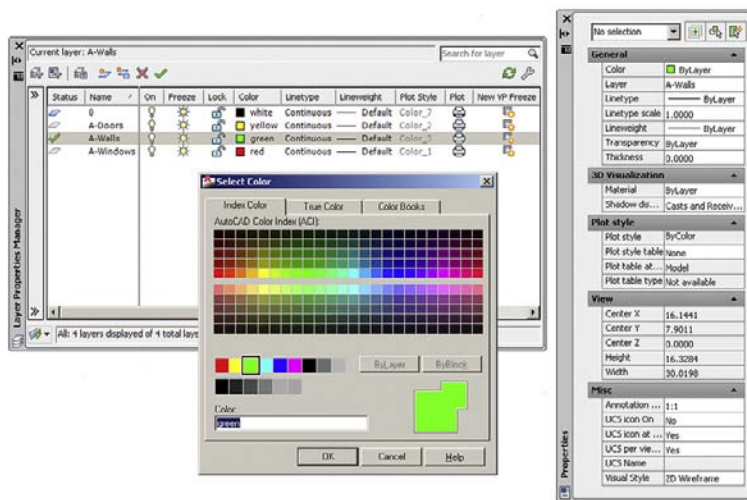 Current layer: A-Walls
Search for layer
Status Name On Freeze Lock Color Linetype Lineweight Plot Style Plot New VP Freeze
0 white Continuous Default Color_7
A-Doors yellow Continuous Default Color_2
A-Walls green Continuous Default Color_3
A-Windows red Continuous Default Color_1
Layer Properties Manager
All: 4 layers displayed of 4 total laye
Select Color
Index Color True Color Color Books
AutoCAD Color Index (ACI):
ByLayer ByBlock
Color:
green
OK Cancel Help
No selection
General
Color ByLayer
Layer A-Walls
Linetype ByLayer
Linetype scale 1.0000
Lineweight ByLayer
Transparency ByLayer
Thickness 0.0000
3D Visualization
Material ByLayer
Shadow dis... Casts and Receiv...
Plot style
Plot style ByColor
Plot style table None
Plot table at... Model
Plot table type Not available
View
Center X 16.1441
Center Y 7.9011
Center Z 0.0000
Height 16.3284
Width 30.0198
Misc
Annotation ... 1:1
UCS icon On No
UCS icon at ... Yes
UCS per vie... Yes
UCS Name
Visual Style 2D Wireframe
Properties